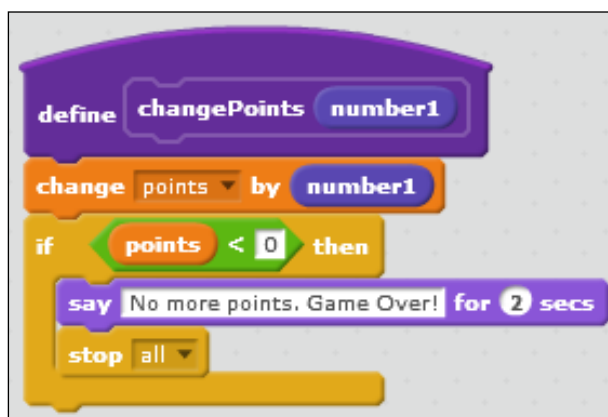 define changePoints number1
change points by number1
if points < 0 then
say No more points. Game Over! for 2 secs
stop all